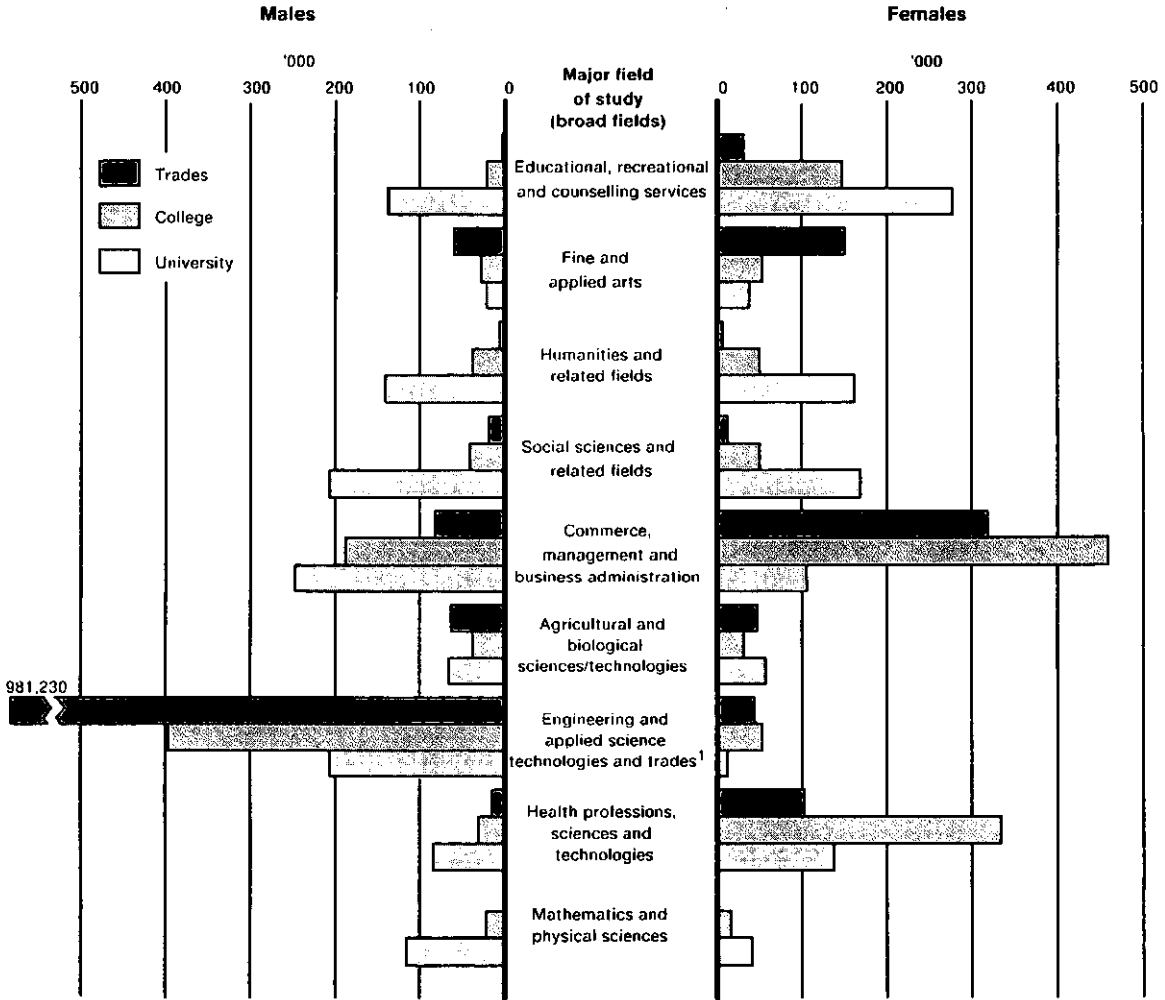 Males
Females
'000
'000
500 400 300 200 100 0
Major field
of study
(broad fields)
0 100 200 300 400 500
Trades
College
University
Educational, recreational
and counselling services
Fine and
applied arts
Humanities and
related fields
Social sciences and
related fields
Commerce,
management and
business administration
Agricultural and
biological
sciences/technologies
981,230
Engineering and
applied science
technologies and trades¹
Health professions,
sciences and
technologies
Mathematics and
physical sciences